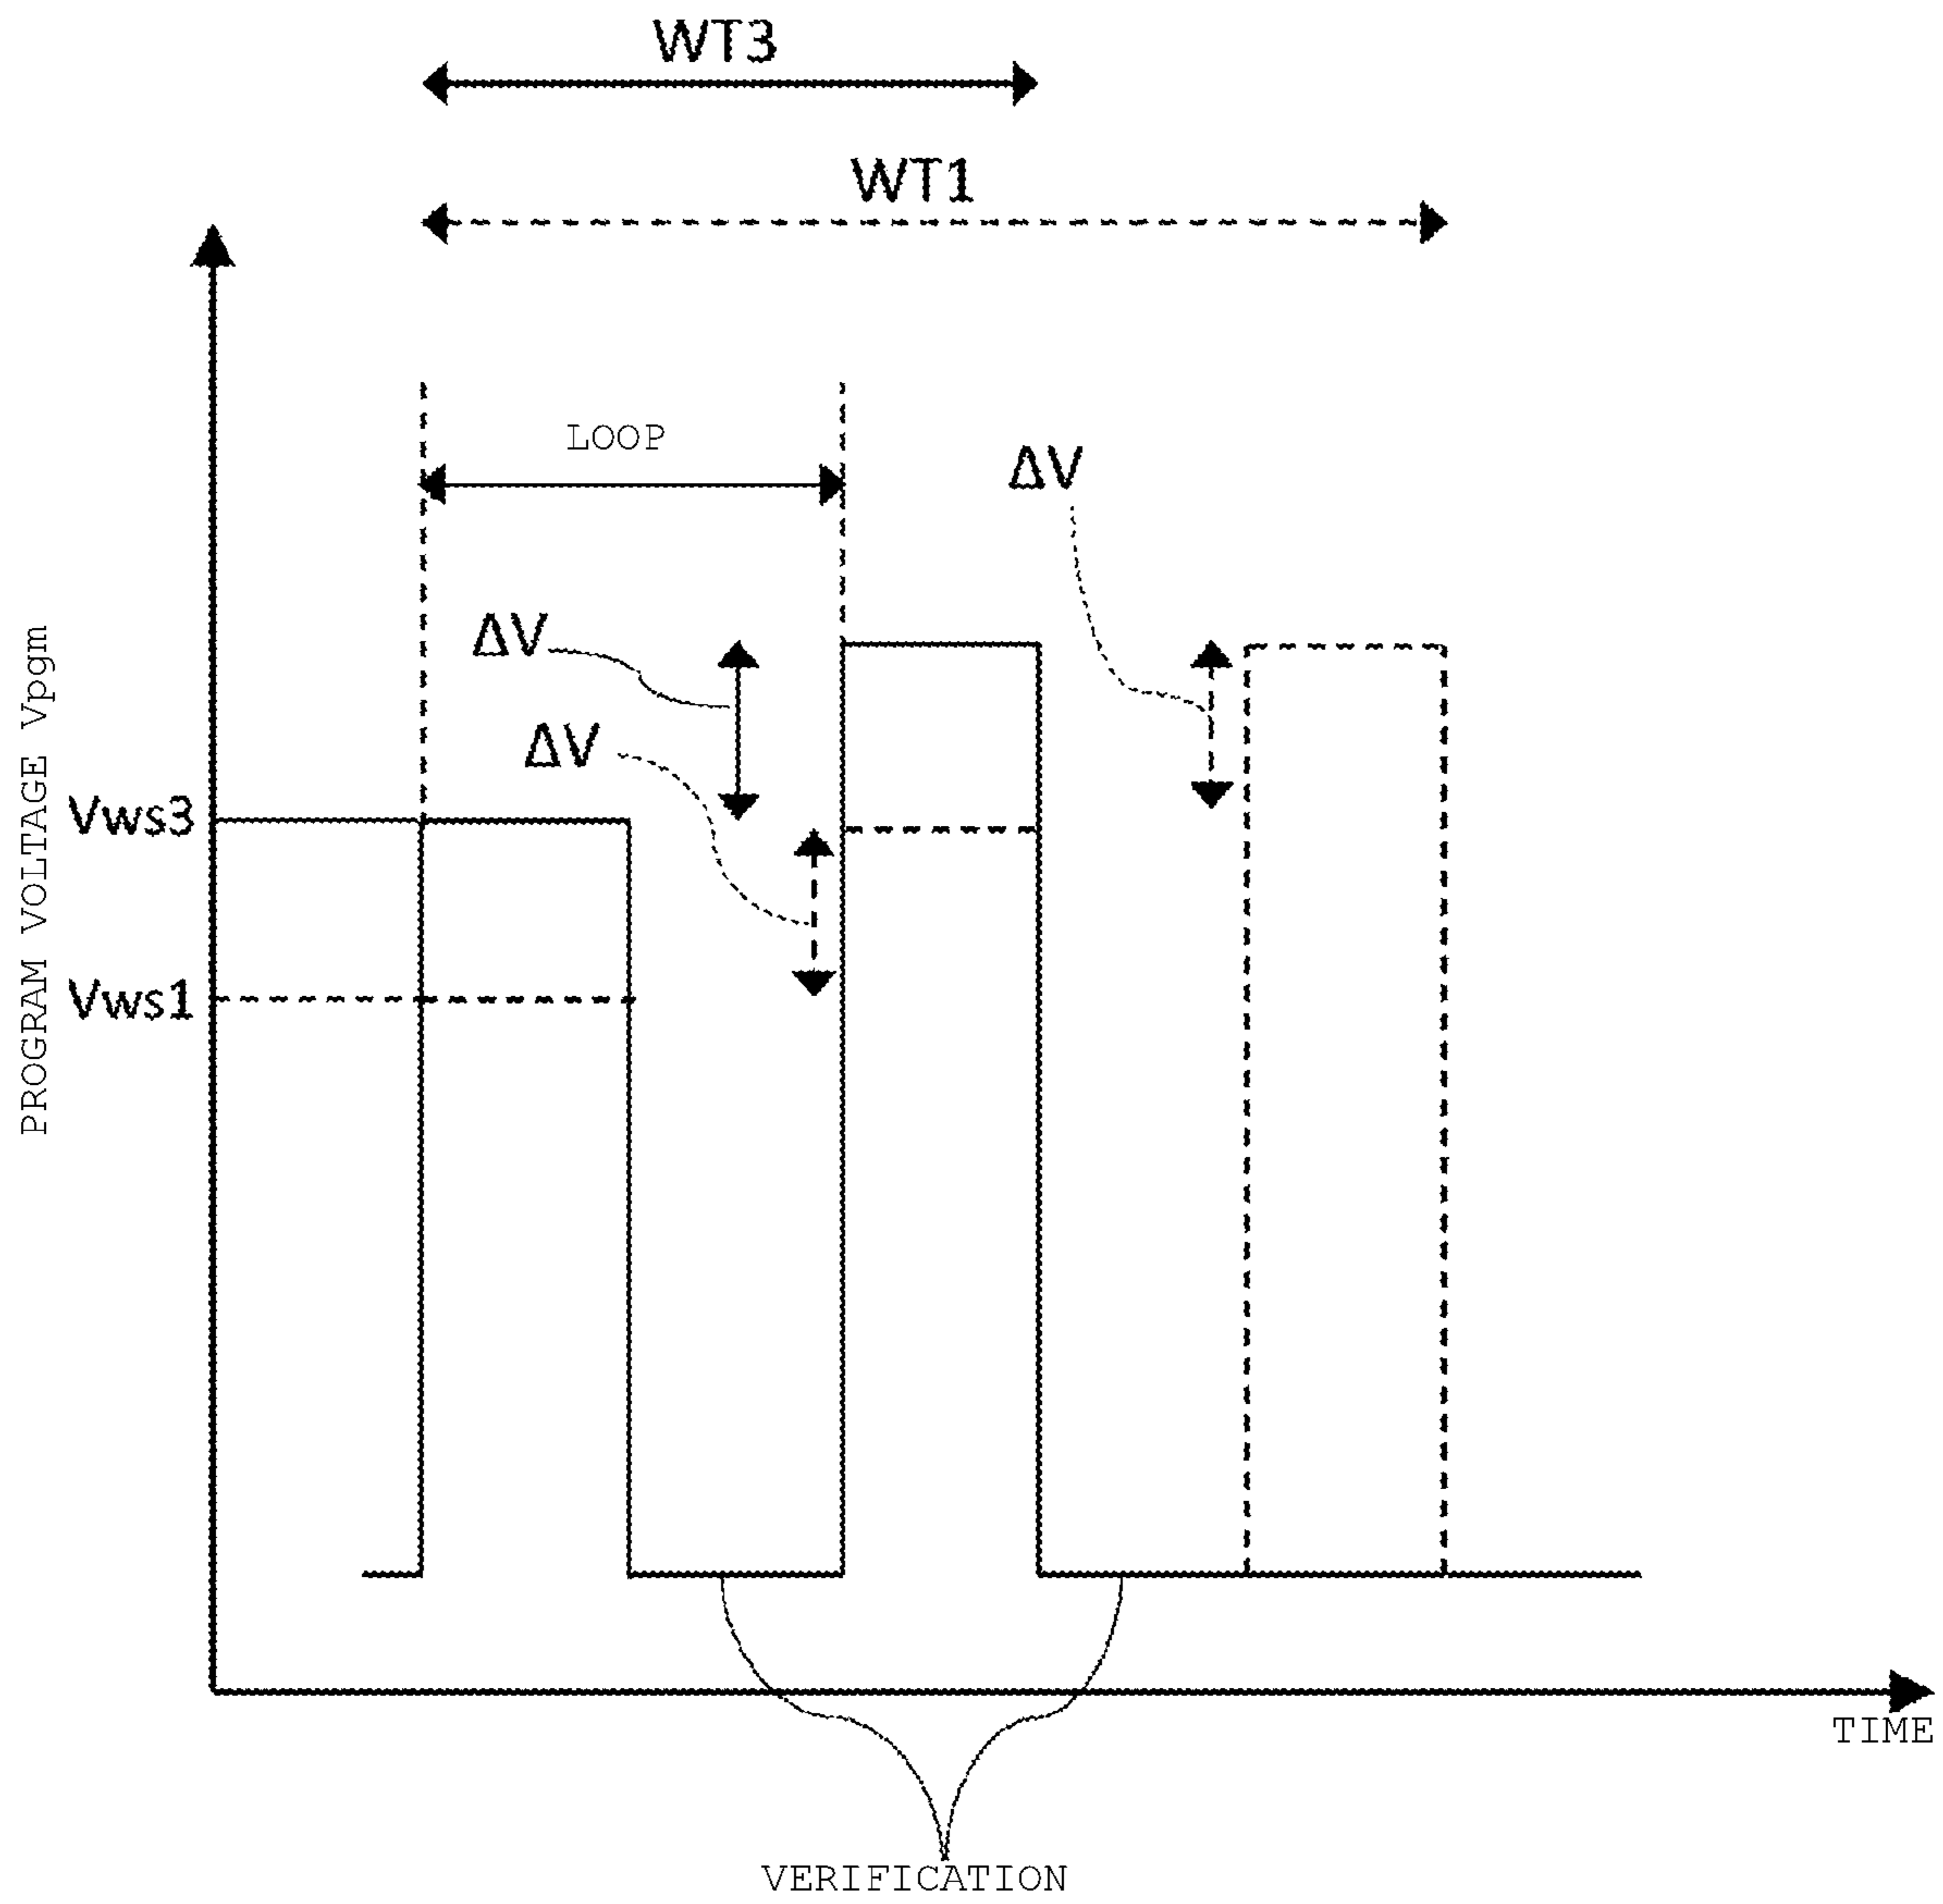 WT3
WT1
LOOP
ΔV
ΔV
ΔV
PROGRAM VOLTAGE Vpgm
Vws3
Vws1
TIME
VERIFICATION